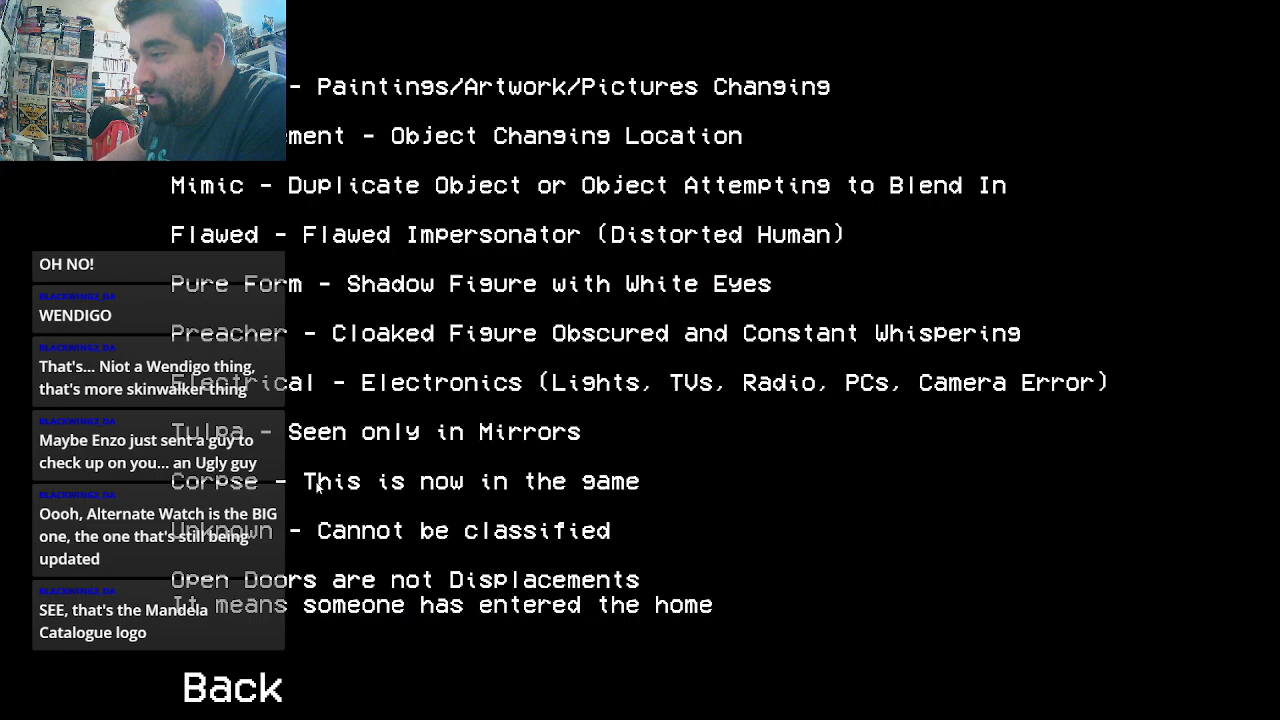 - Paintings/Artwork/Pictures Changing
ment - Object Changing Location
Mimic - Duplicate Object or Object Attempting to Blend In
Flawed - Flawed Impersonator (Distorted Human)
Pure Form - Shadow Figure with White Eyes
Preacher - Cloaked Figure Obscured and Constant Whispering
Electrical - Electronics (Lights, TVs, Radio, PCs, Camera Error)
Tulpa - Seen only in Mirrors
Corpse - This is now in the game
Unknown - Cannot be classified
Open Doors are not Displacements
It means someone has entered the home
Back
OH NO!
BLACKWING2_DA
WENDIGO
BLACKWING2_DA
That's... Niot a Wendigo thing,
that's more skinwalker thing
BLACKWING2_DA
Maybe Enzo just sent a guy to
check up on you... an Ugly guy
BLACKWING2_DA
Oooh, Alternate Watch is the BIG
one, the one that's still being
updated
BLACKWING2_DA
SEE, that's the Mandela
Catalogue logo